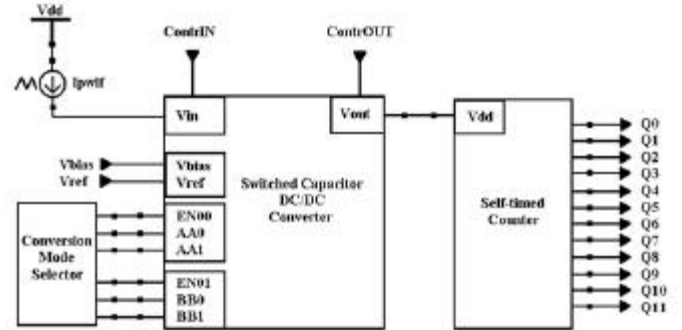 Vdd
ContrIN
ContrOUT
Ipwlf
Vin
Vout
Vdd
Vbias
Vref
Vbias
Vref
Switched Capacitor
DC/DC
Converter
Self-timed
Counter
Conversion
Mode
Selector
EN00
AA0
AA1
EN01
BB0
BB1
Q0
Q1
Q2
Q3
Q4
Q5
Q6
Q7
Q8
Q9
Q10
Q11